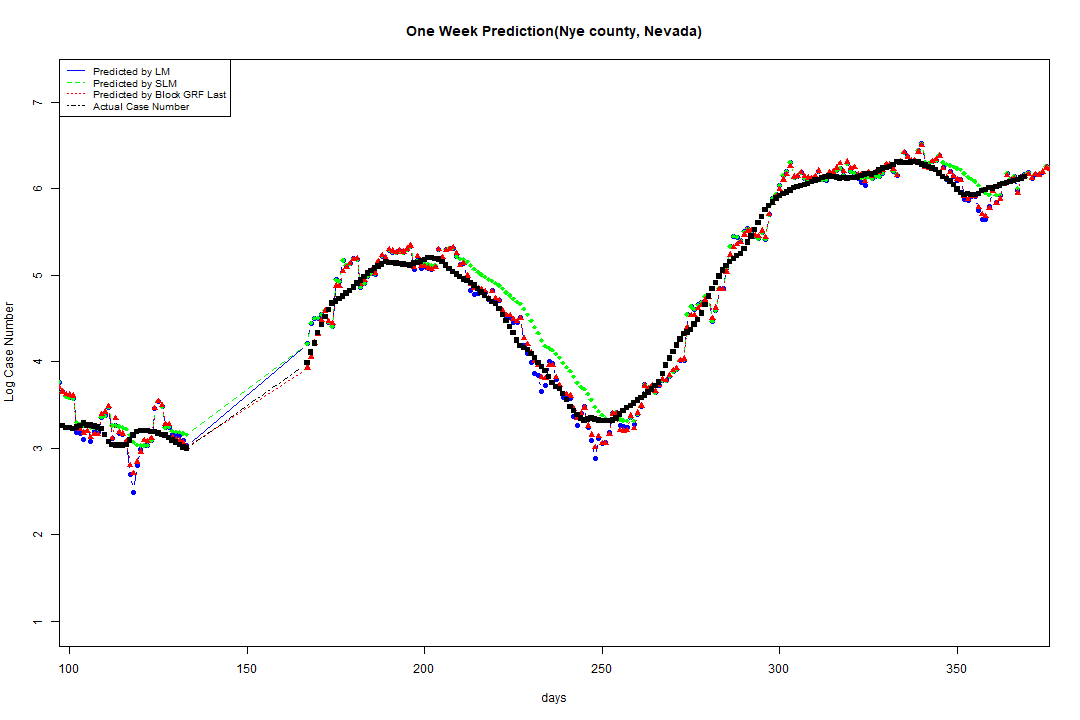 One Week Prediction(Nye county, Nevada)
Predicted by LM
Predicted by SLM
Predicted by Block GRF Last
Actual Case Number
7
6
5
4
3
2
1
Log Case Number
100 150 200 250 300 350
days